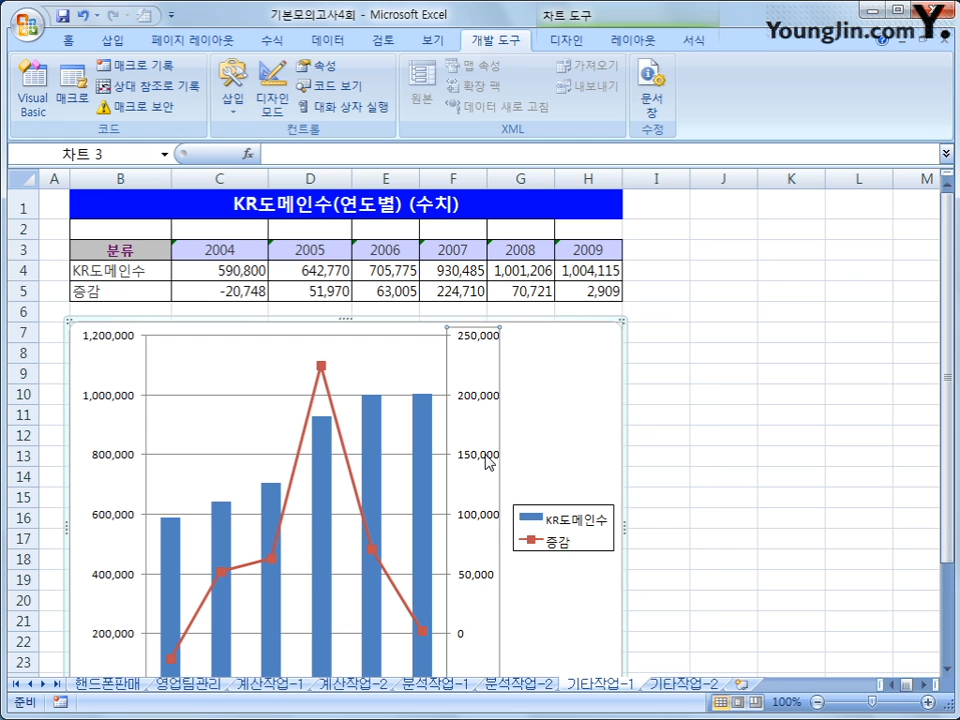 기본모의고사4회 - Microsoft Excel
차트 도구
YoungJin.com Y.
홈 삽입 페이지 레이아웃 수식 데이터 검토 보기 개발 도구 디자인 레이아웃 서식
Visual Basic
매크로
매크로 기록
상대 참조로 기록
매크로 보안
코드
삽입
디자인 모드
속성
코드 보기
대화 상자 실행
컨트롤
원본
맵 속성
확장 팩
데이터 새로 고침
가져오기
내보내기
XML
문서 창
수정
차트 3
fx
A B C D E F G H I J K L M
1 KR도메인수(연도별) (수치)
2
3 분류 2004 2005 2006 2007 2008 2009
4 KR도메인수 590,800 642,770 705,775 930,485 1,001,206 1,004,115
5 증감 -20,748 51,970 63,005 224,710 70,721 2,909
6
7 1,200,000 250,000
8
9
10 1,000,000 200,000
11
12
13 800,000 150,000
14
15
16 600,000 100,000 KR도메인수
17 증감
18
19 400,000 50,000
20
21
22 200,000 0
23
핸드폰판매 영업팀관리 계산작업-1 계산작업-2 분석작업-1 분석작업-2 기타작업-1 기타작업-2
준비 100%